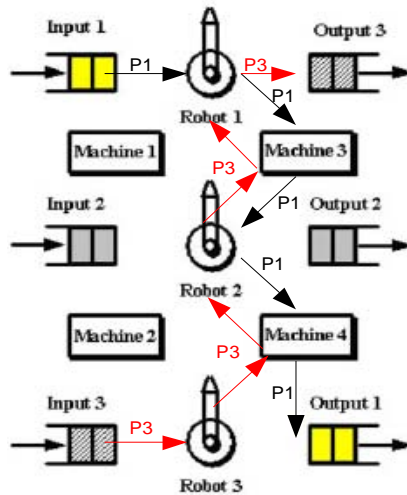 Input 1
Output 3
P1
P3
P1
Robot 1
Machine 1
Machine 3
P3
Input 2
P1
Output 2
P1
Robot 2
Machine 2
Machine 4
P3
P1
Input 3
Output 1
P3
Robot 3